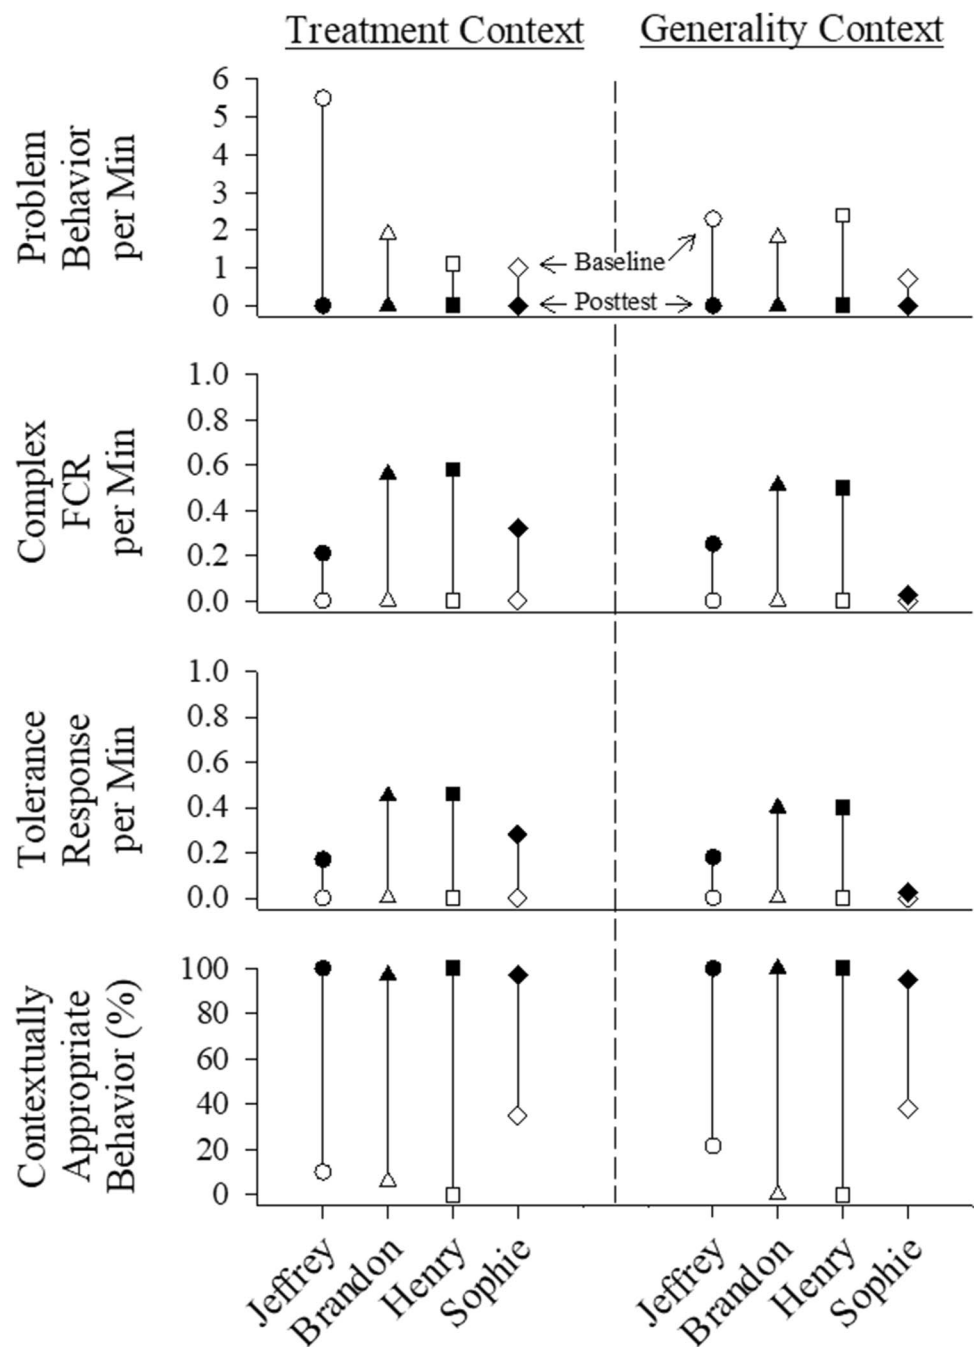 Treatment Context
Generality Context
Problem
Behavior
per Min
6
5
4
3
2
1
0
Baseline
Posttest
Complex
FCR
per Min
1.0
0.8
0.6
0.4
0.2
0.0
Tolerance
Response
per Min
1.0
0.8
0.6
0.4
0.2
0.0
Contextually
Appropriate
Behavior (%)
100
80
60
40
20
0
Jeffrey
Brandon
Henry
Sophie
Jeffrey
Brandon
Henry
Sophie